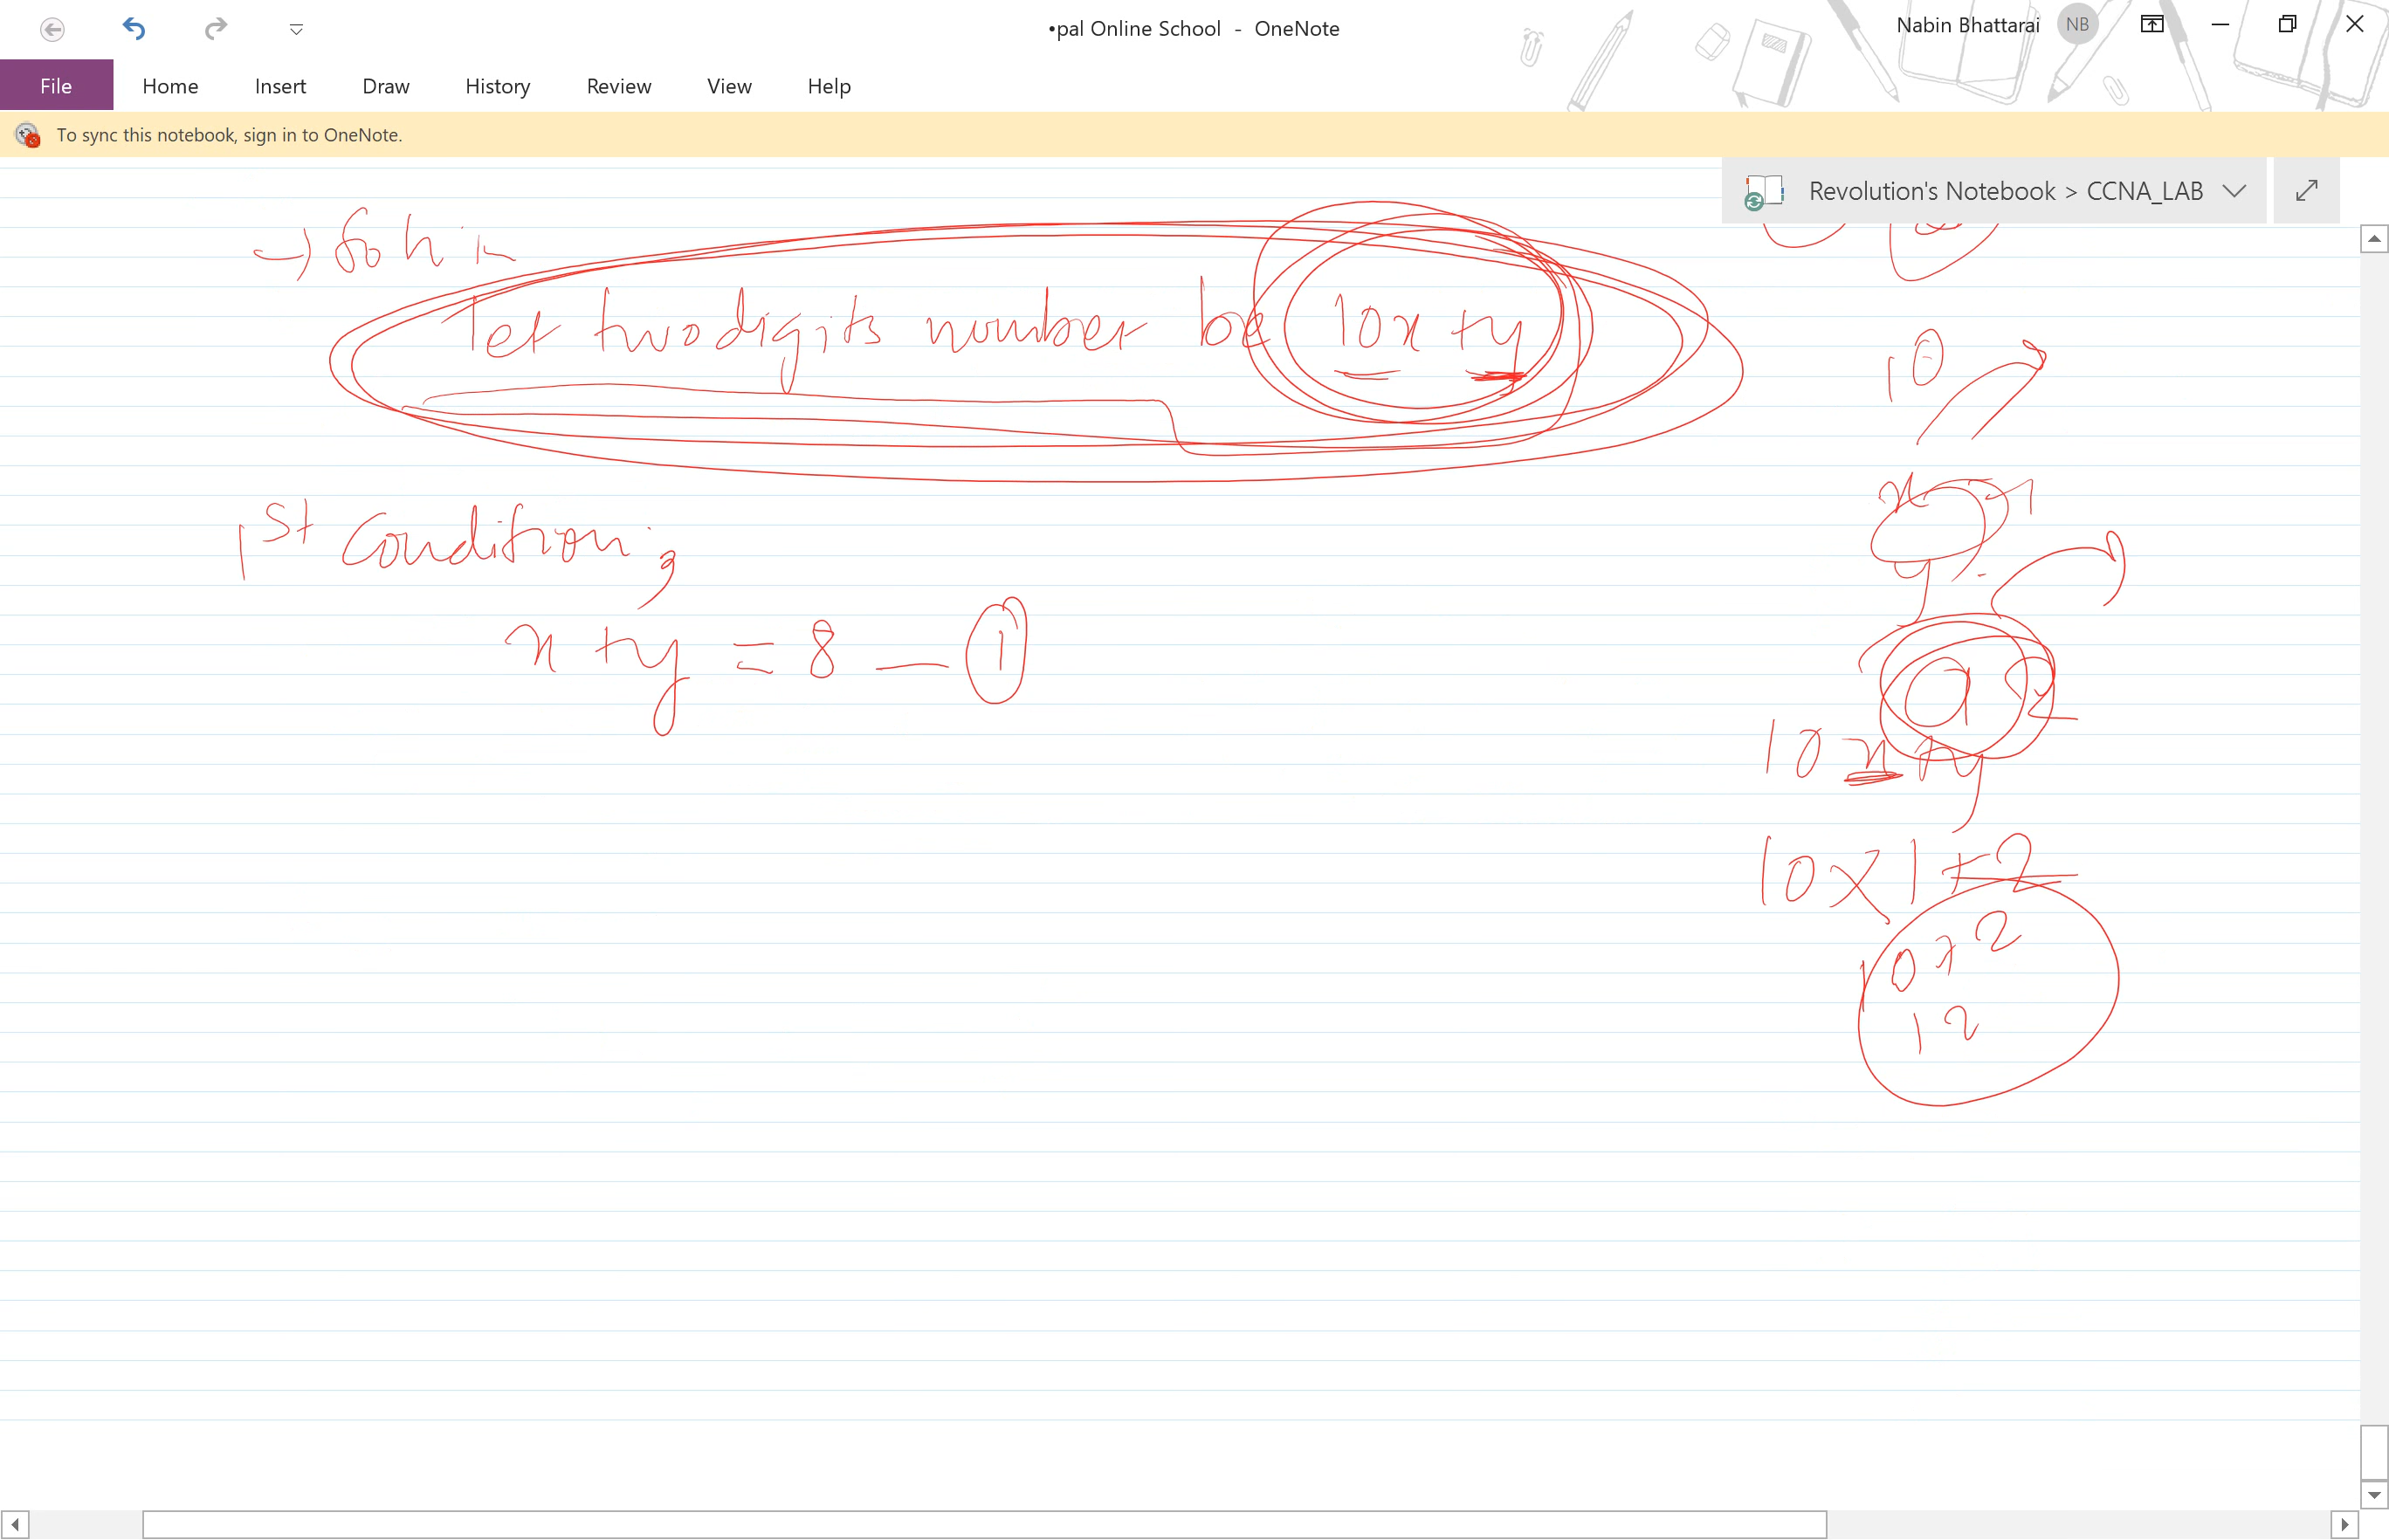 •pal Online School - OneNote
Nabin Bhattarai NB
File Home Insert Draw History Review View Help
To sync this notebook, sign in to OneNote.
Revolution's Notebook > CCNA_LAB
→ Soln
Let two digits number be 10x + y
1st Condition;
x + y = 8 — 1
10
x
y
12
10x + y
10 × 1 + 2
10 + 2
12